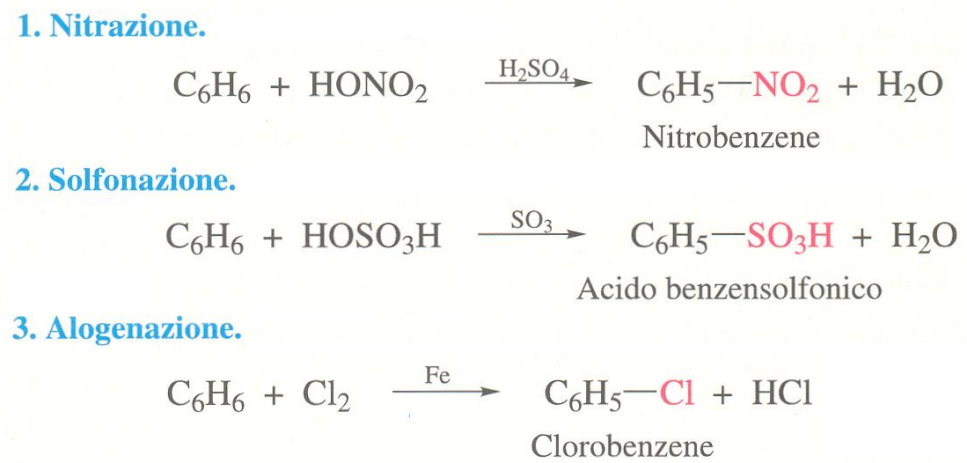 1. Nitrazione.
C₆H₆ + HONO₂ H₂SO₄ → C₆H₅—NO₂ + H₂O
Nitrobenzene
2. Solfonazione.
C₆H₆ + HOSO₃H SO₃ → C₆H₅—SO₃H + H₂O
Acido benzensolfonico
3. Alogenazione.
C₆H₆ + Cl₂ Fe → C₆H₅—Cl + HCl
Clorobenzene